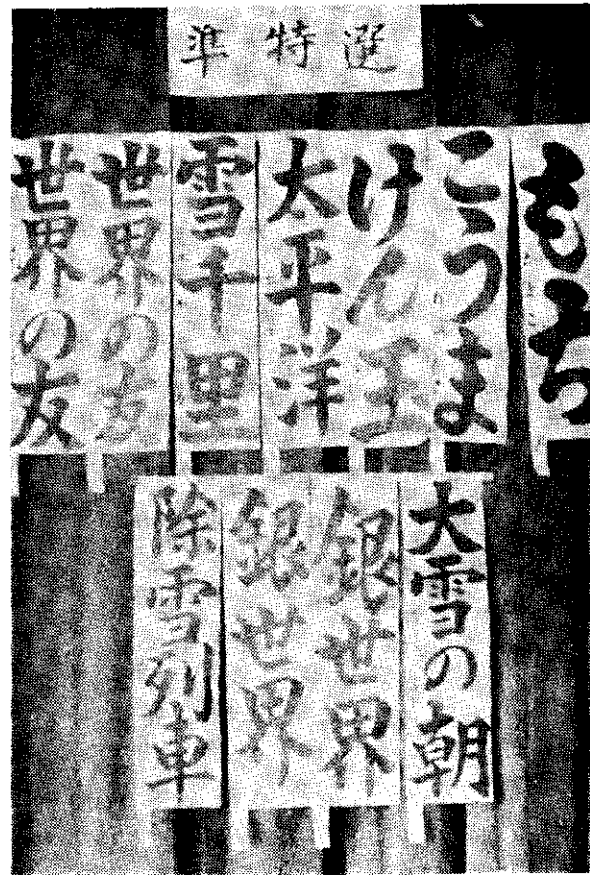 準特選
もち
こうま
けん玉
太平洋
雪千里
世界の友
世界の友
大雪の朝
銀世界
銀世界
除雪列車